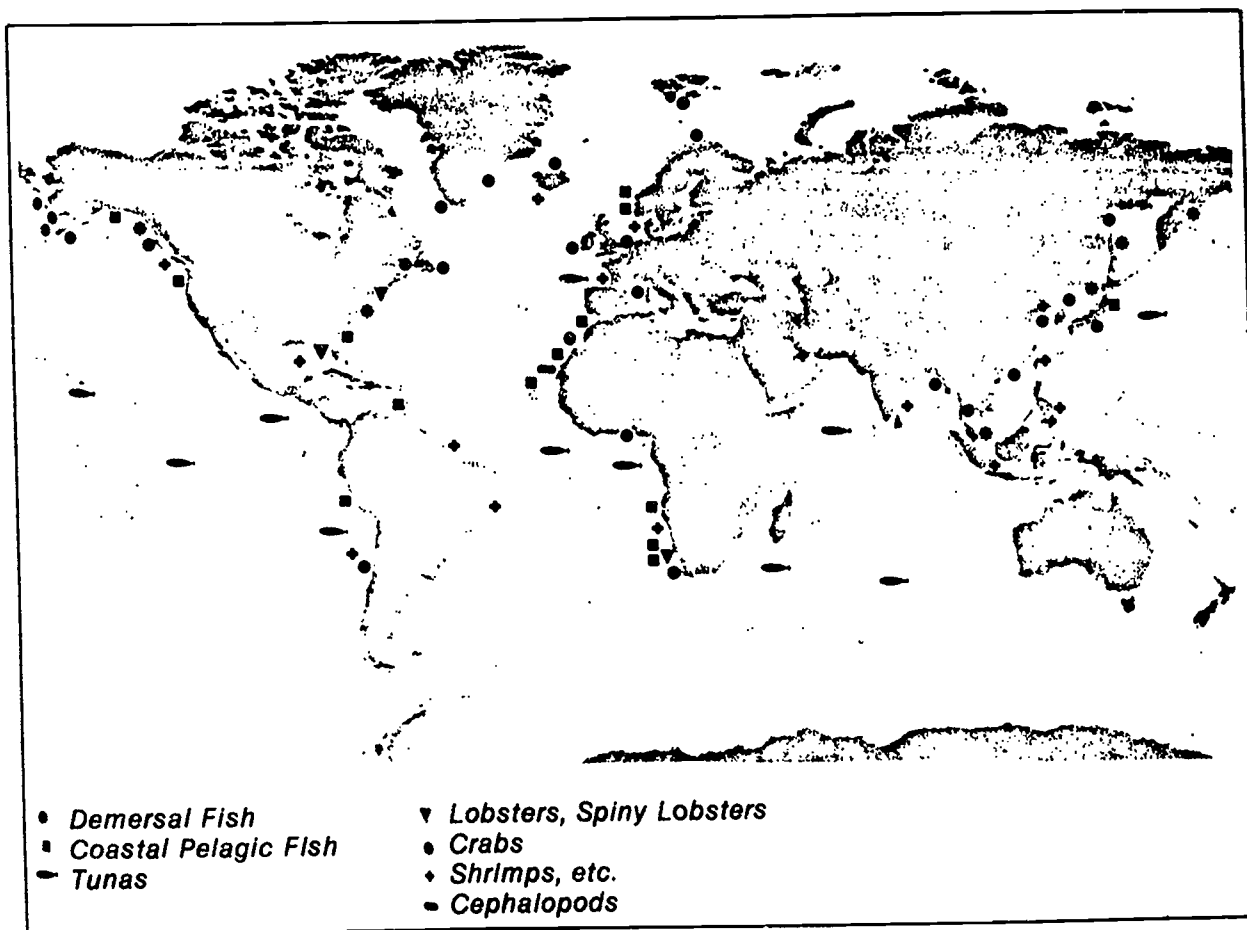 Demersal Fish
Coastal Pelagic Fish
Tunas
Lobsters, Spiny Lobsters
Crabs
Shrimps, etc.
Cephalopods